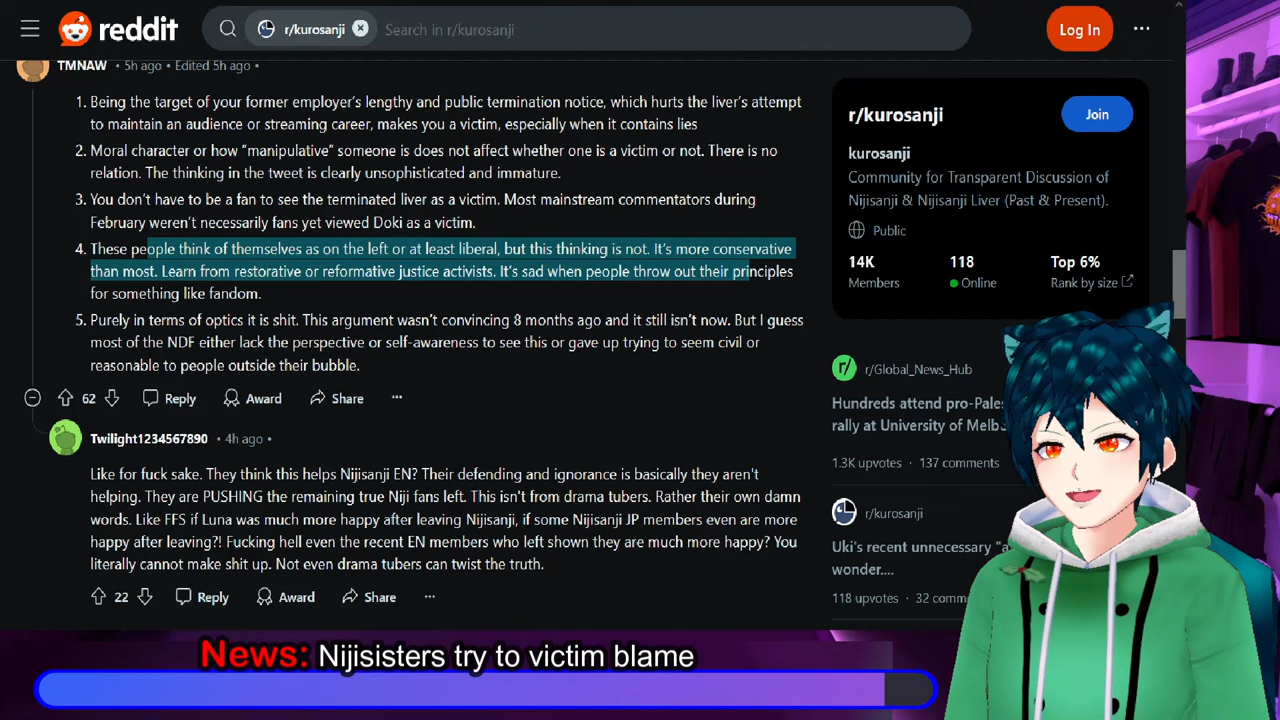 reddit
r/kurosanji
Search in r/kurosanji
Log In
TMNAW • 5h ago • Edited 5h ago •
1. Being the target of your former employer's lengthy and public termination notice, which hurts the liver's attempt
to maintain an audience or streaming career, makes you a victim, especially when it contains lies
2. Moral character or how “manipulative” someone is does not affect whether one is a victim or not. There is no
relation. The thinking in the tweet is clearly unsophisticated and immature.
3. You don't have to be a fan to see the terminated liver as a victim. Most mainstream commentators during
February weren't necessarily fans yet viewed Doki as a victim.
4. These people think of themselves as on the left or at least liberal, but this thinking is not. It's more conservative
than most. Learn from restorative or reformative justice activists. It's sad when people throw out their principles
for something like fandom.
5. Purely in terms of optics it is shit. This argument wasn't convincing 8 months ago and it still isn't now. But I guess
most of the NDF either lack the perspective or self-awareness to see this or gave up trying to seem civil or
reasonable to people outside their bubble.
62
Reply
Award
Share
Twilight1234567890 • 4h ago •
Like for fuck sake. They think this helps Nijisanji EN? Their defending and ignorance is basically they aren't
helping. They are PUSHING the remaining true Niji fans left. This isn't from drama tubers. Rather their own damn
words. Like FFS if Luna was much more happy after leaving Nijisanji, if some Nijisanji JP members even are more
happy after leaving?! Fucking hell even the recent EN members who left shown they are much more happy? You
literally cannot make shit up. Not even drama tubers can twist the truth.
22
Reply
Award
Share
r/kurosanji
Join
kurosanji
Community for Transparent Discussion of
Nijisanji & Nijisanji Liver (Past & Present).
Public
14K
Members
118
Online
Top 6%
Rank by size
r/Global_News_Hub
Hundreds attend pro-Pales
rally at University of Melb
1.3K upvotes • 137 comments
r/kurosanji
Uki's recent unnecessary "a
wonder....
118 upvotes • 32 comm
News: Nijisisters try to victim blame